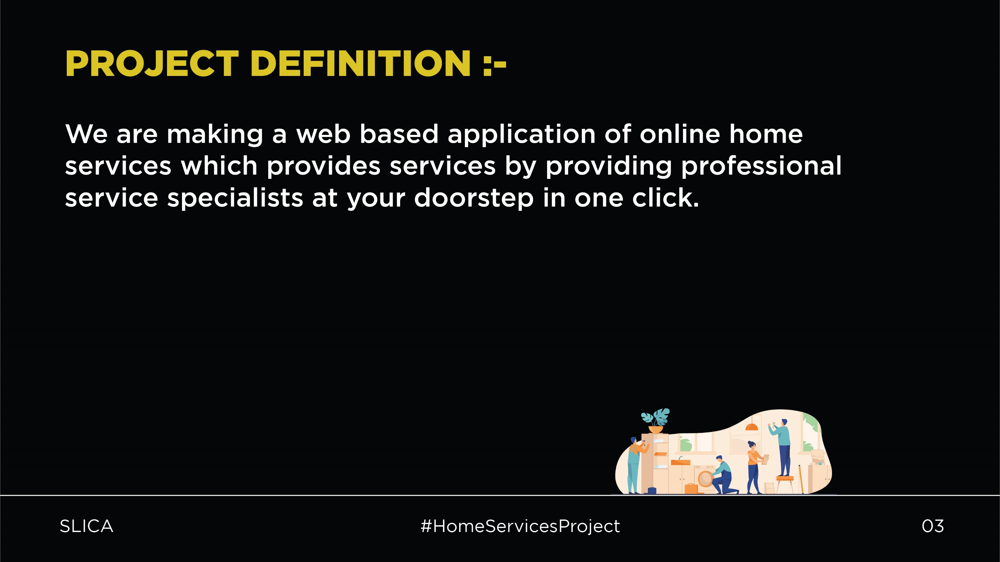 PROJECT DEFINITION :-
We are making a web based application of online home
services which provides services by providing professional
service specialists at your doorstep in one click.
SLICA
#HomeServicesProject
03